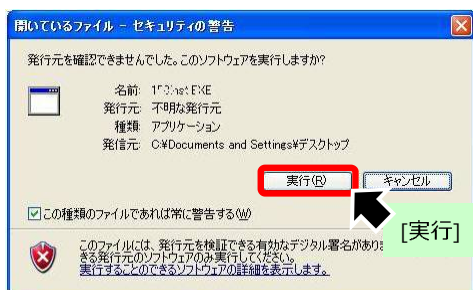 開いているファイル - セキュリティの警告
発行元を確認できませんでした。このソフトウェアを実行しますか?
名前:
発行元: 不明な発行元
種類: アプリケーション
発信元: C:¥Documents and Settings¥デスクトップ
実行(R)
キャンセル
この種類のファイルであれば常に警告する(W)
[実行]
このファイルには、発行元を検証できる有効なデジタル署名がありま
きる発行元のソフトウェアのみ実行してください。
実行することのできるソフトウェアの詳細を表示します。